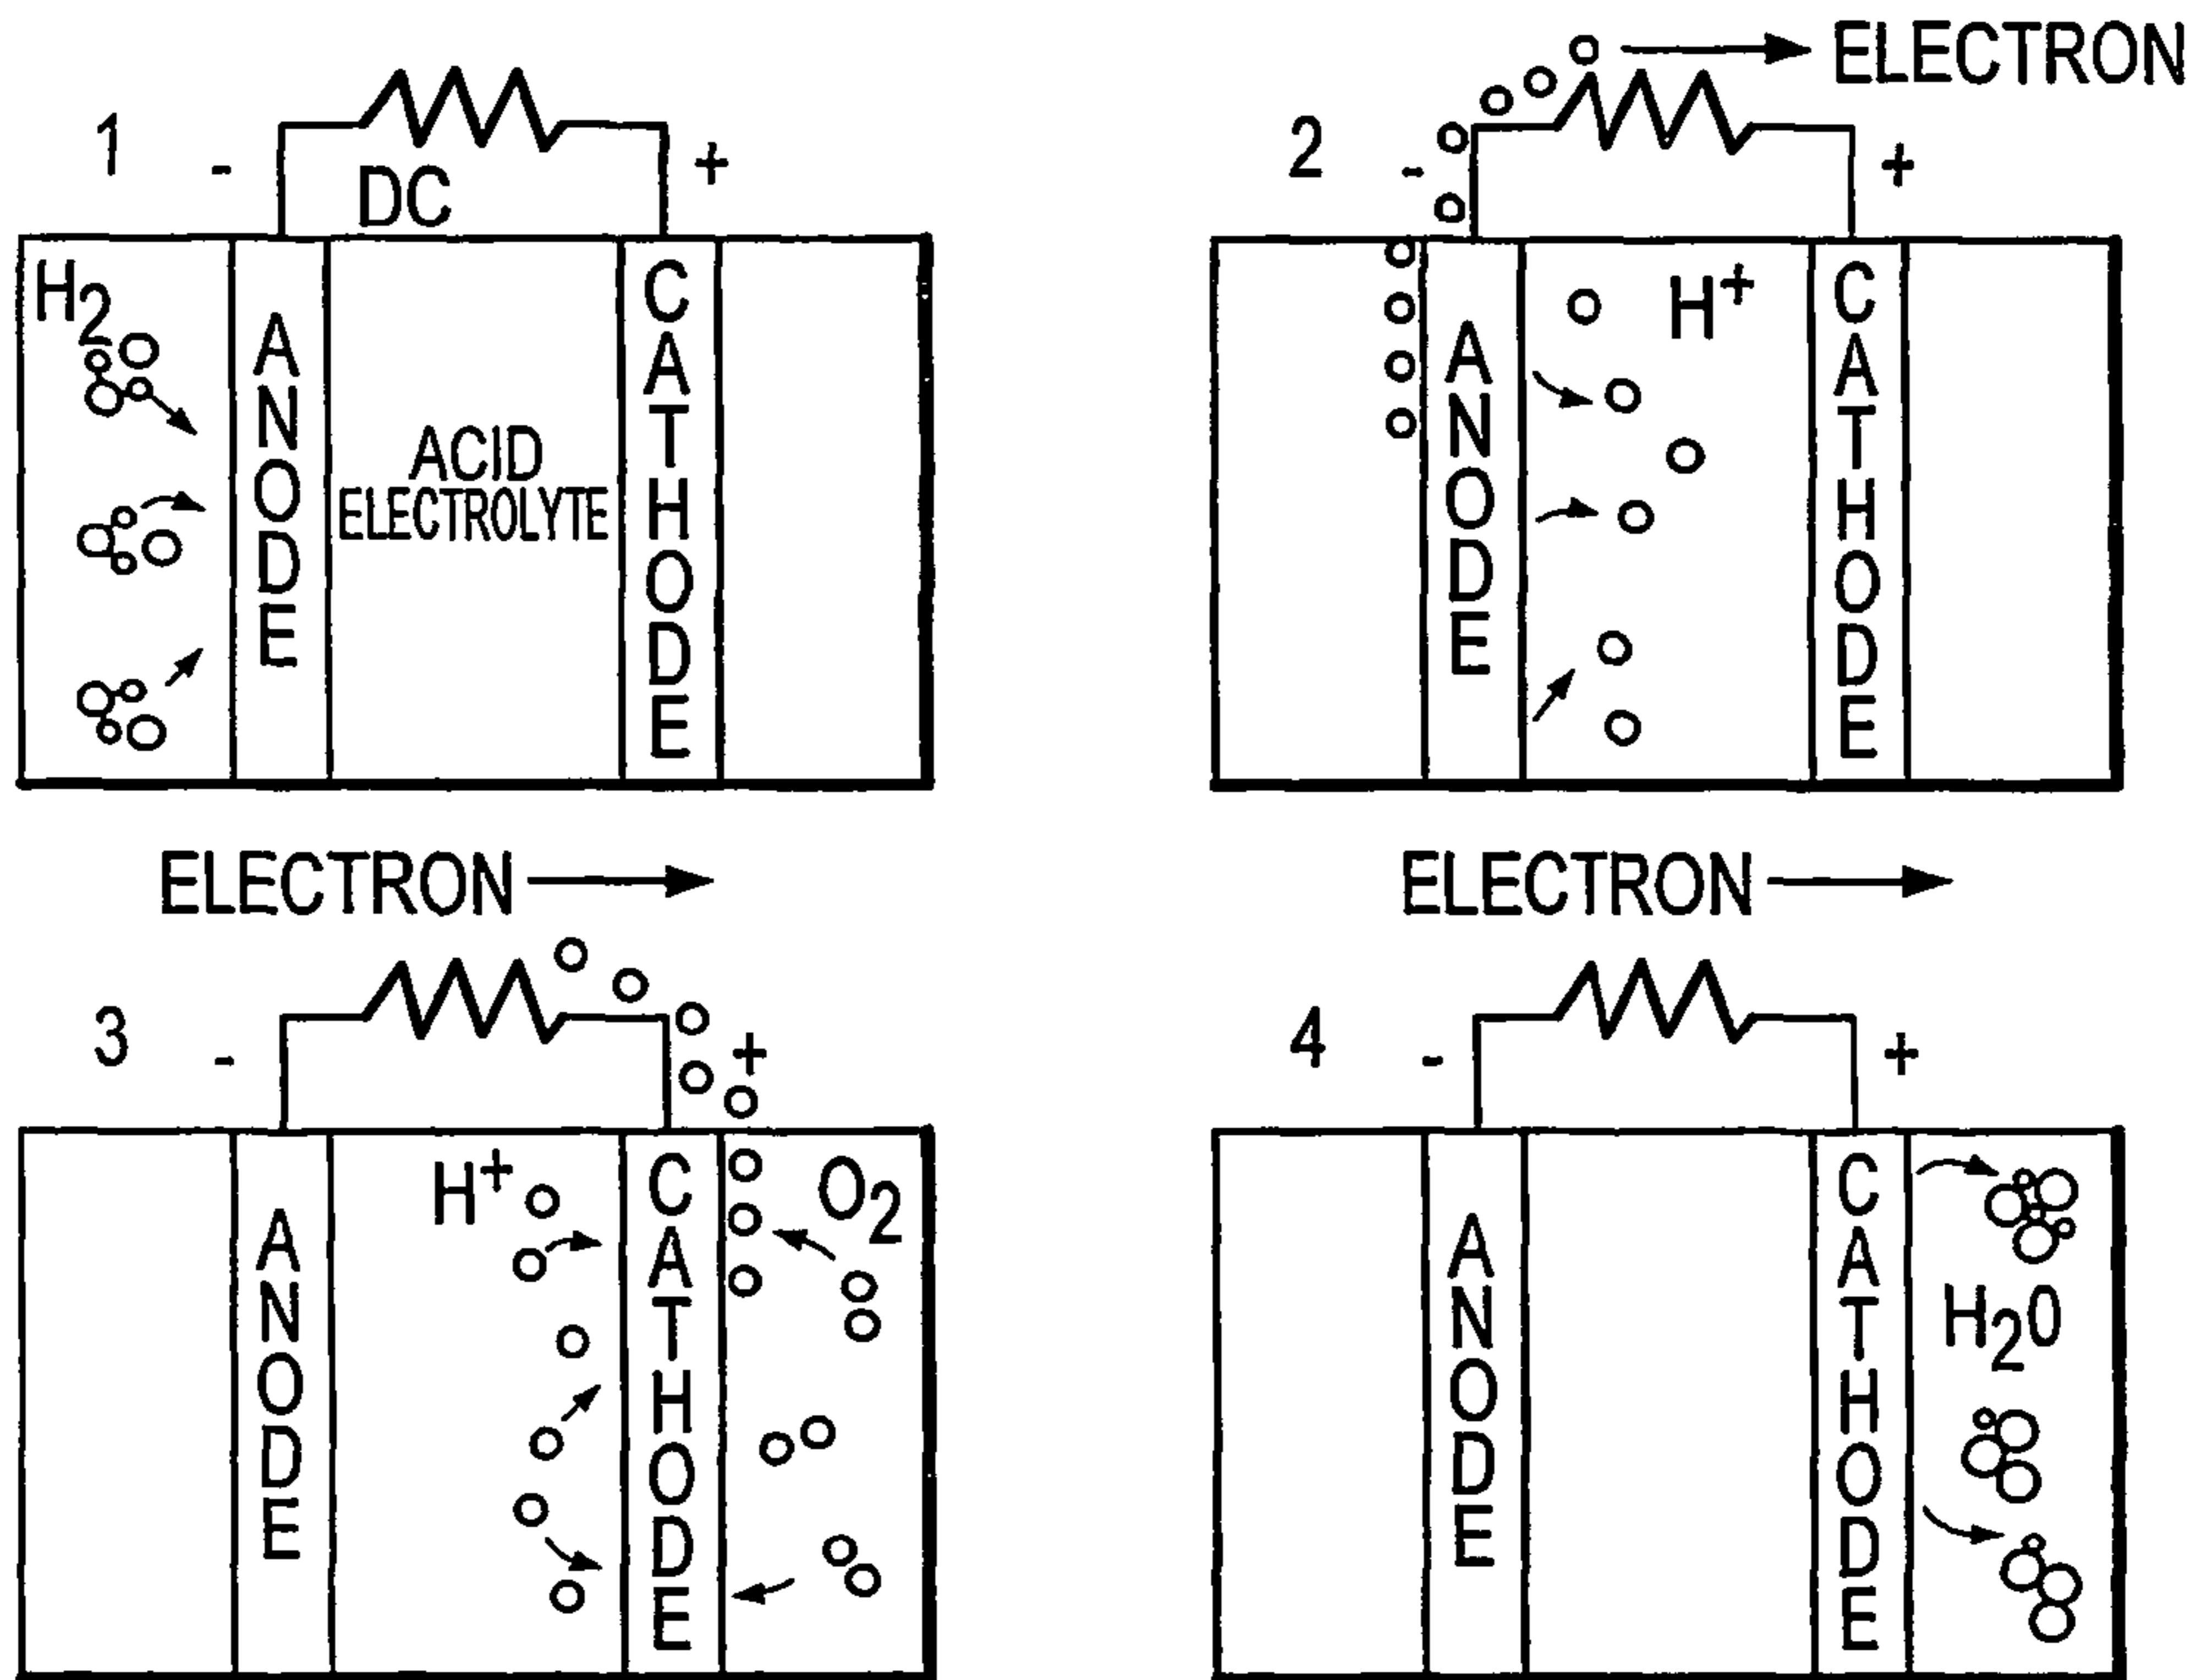 1
-
DC
+
H2
ANODE
ACID
ELECTROLYTE
CATHODE
ELECTRON
2
-
+
ANODE
H+
CATHODE
ELECTRON
3
-
+
ANODE
H+
CATHODE
O2
ELECTRON
4
-
+
ANODE
CATHODE
H2O